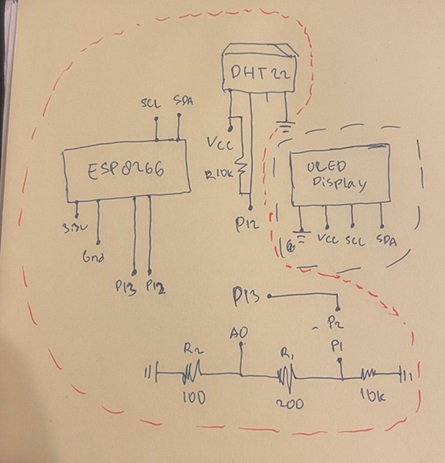 DHT22
SCL SDA
VCC
ESP8266
R 10k
OLED
Display
P12
3.3V
Gnd
G VCC SCL SDA
P13 P12
P13
P2
A0 P1
R2 R1
100 200 10k